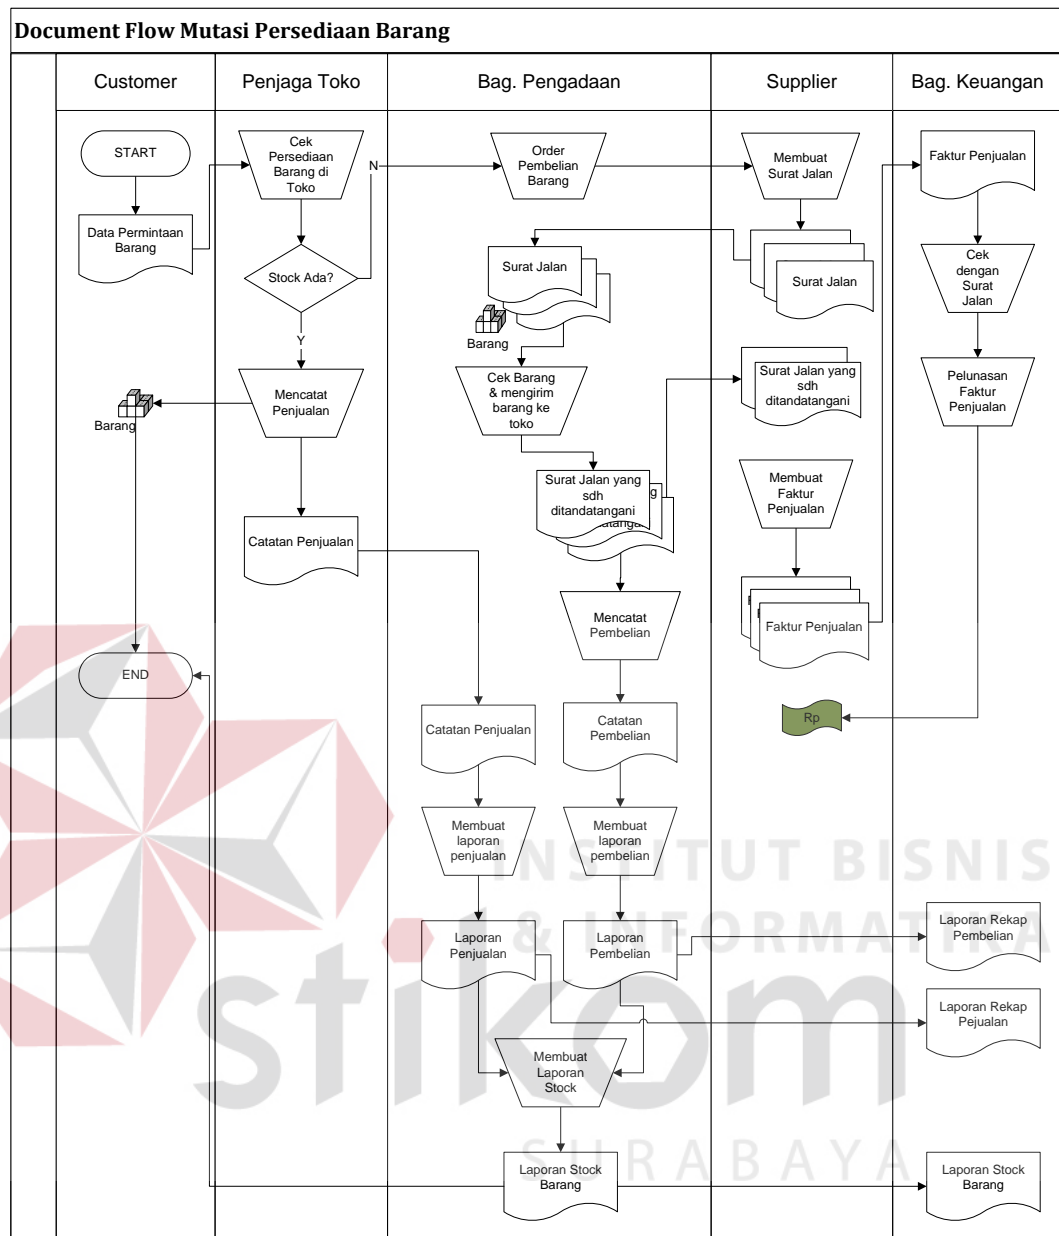 Document Flow Mutasi Persediaan Barang
Customer
Penjaga Toko
Bag. Pengadaan
Supplier
Bag. Keuangan
START
Data Permintaan
Barang
Barang
END
Cek
Persediaan
Barang di
Toko
N
Stock Ada?
Y
Mencatat
Penjualan
Catatan Penjualan
Order
Pembelian
Barang
Surat Jalan
Barang
Cek Barang
& mengirim
barang ke
toko
Surat Jalan yang
sdh
ditandatangani
Mencatat
Pembelian
Catatan Penjualan
Catatan
Pembelian
Membuat
laporan
penjualan
Membuat
laporan
pembelian
Laporan
Penjualan
Laporan
Pembelian
Membuat
Laporan
Stock
Laporan Stock
Barang
Membuat
Surat Jalan
Surat Jalan
Surat Jalan yang
sdh
ditandatangani
Membuat
Faktur
Penjualan
Faktur Penjualan
Rp
Faktur Penjualan
Cek
dengan
Surat
Jalan
Pelunasan
Faktur
Penjualan
Laporan Rekap
Pembelian
Laporan Rekap
Pejualan
Laporan Stock
Barang
INSTITUT BISNIS
& INFORMATIKA
stikom
SURABAYA